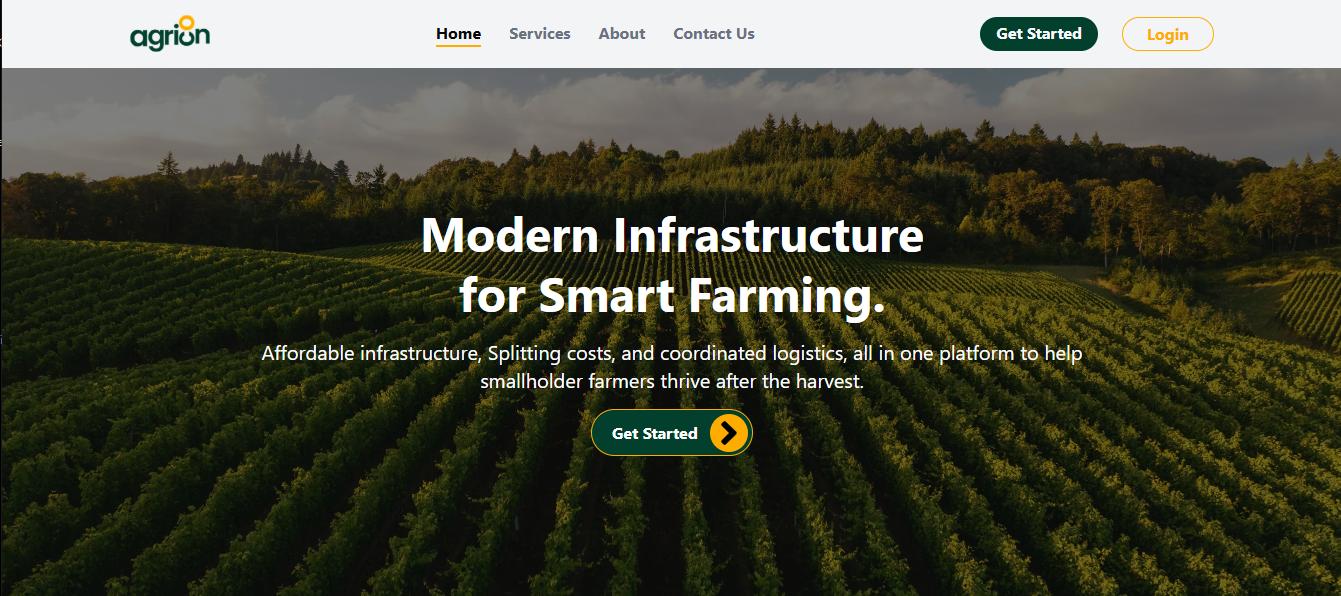 agrion
Home Services About Contact Us Get Started Login
Modern Infrastructure
for Smart Farming.
Affordable infrastructure, Splitting costs, and coordinated logistics, all in one platform to help
smallholder farmers thrive after the harvest.
Get Started